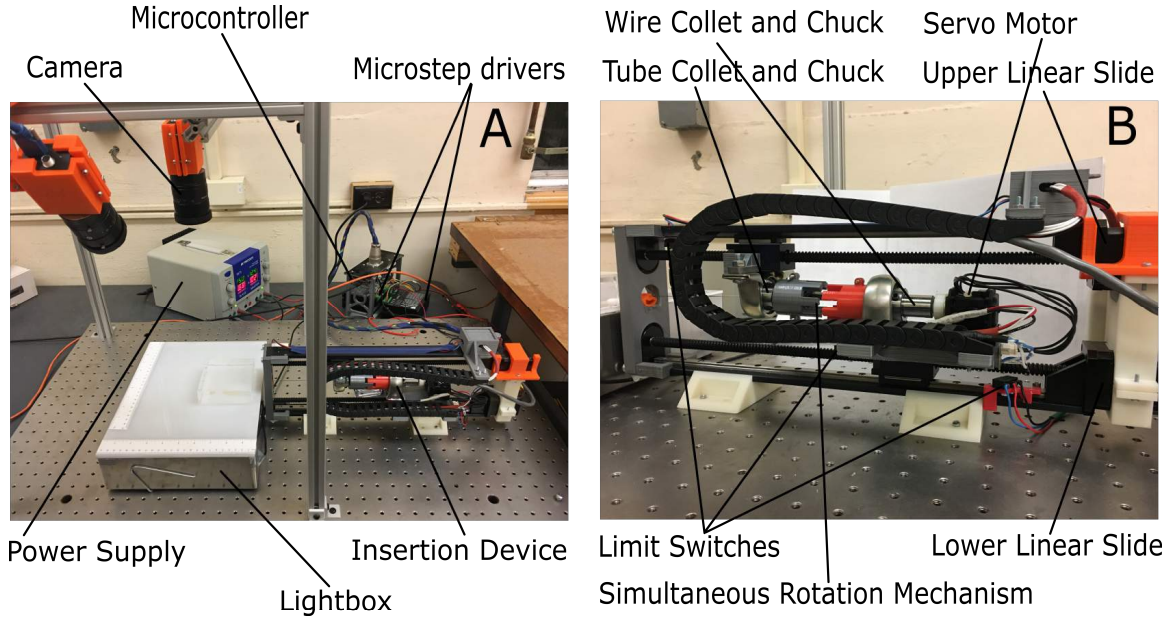 Microcontroller
Camera
Microstep drivers
A
Power Supply
Insertion Device
Lightbox
Wire Collet and Chuck
Servo Motor
Tube Collet and Chuck
Upper Linear Slide
B
Limit Switches
Lower Linear Slide
Simultaneous Rotation Mechanism